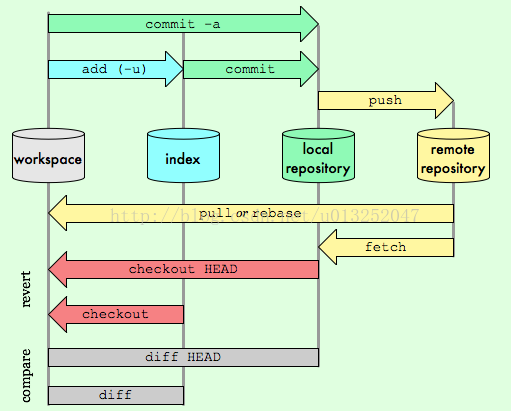 commit -a
add (-u)
commit
push
workspace
index
local
repository
remote
repository
pull or rebase
http://blog.csdn.net/u013252047
fetch
checkout HEAD
revert
checkout
diff HEAD
compare
diff